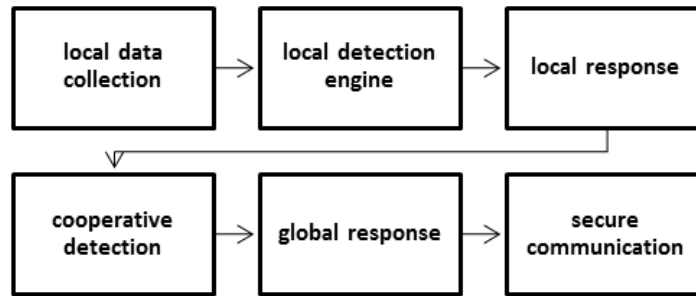 local data
collection
local detection
engine
local response
cooperative
detection
global response
secure
communication